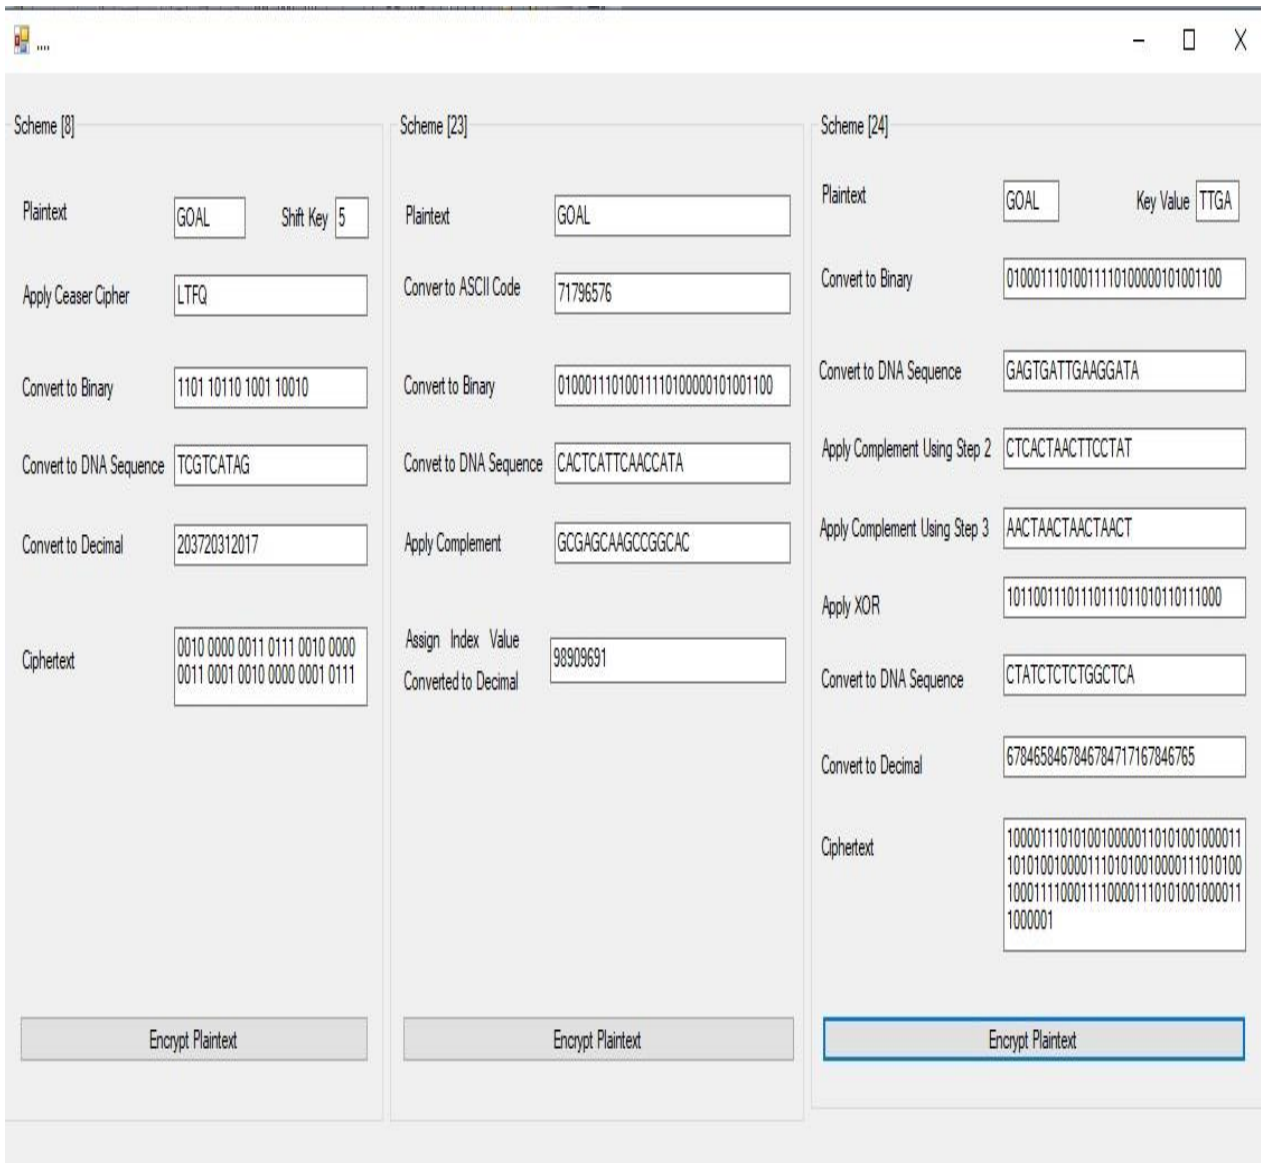 ....
Scheme [8]
Plaintext
GOAL
Shift Key
5
Apply Ceaser Cipher
LTFQ
Convert to Binary
1101 10110 1001 10010
Convert to DNA Sequence
TCGTCATAG
Convert to Decimal
203720312017
Ciphertext
0010 0000 0011 0111 0010 0000
0011 0001 0010 0000 0001 0111
Encrypt Plaintext
Scheme [23]
Plaintext
GOAL
Conver to ASCII Code
71796576
Convert to Binary
01000111010011110100000101001100
Convet to DNA Sequence
CACTCATTCAACCATA
Apply Complement
GCGAGCAAGCCGGCAC
Assign Index Value
Converted to Decimal
98909691
Encrypt Plaintext
Scheme [24]
Plaintext
GOAL
Key Value
TTGA
Convert to Binary
01000111010011110100000101001100
Convert to DNA Sequence
GAGTGATTGAAGGATA
Apply Complement Using Step 2
CTCACTAACTTCCTAT
Apply Complement Using Step 3
AACTAACTAACTAACT
Apply XOR
10110011101110111011010110111000
Convert to DNA Sequence
CTATCTCTCTGGCTCA
Convert to Decimal
6784658467846784717167846765
Ciphertext
10000111010100100000110101001000011
10101001000011101010010000111010100
10001111000111100001110101001000011
1000001
Encrypt Plaintext